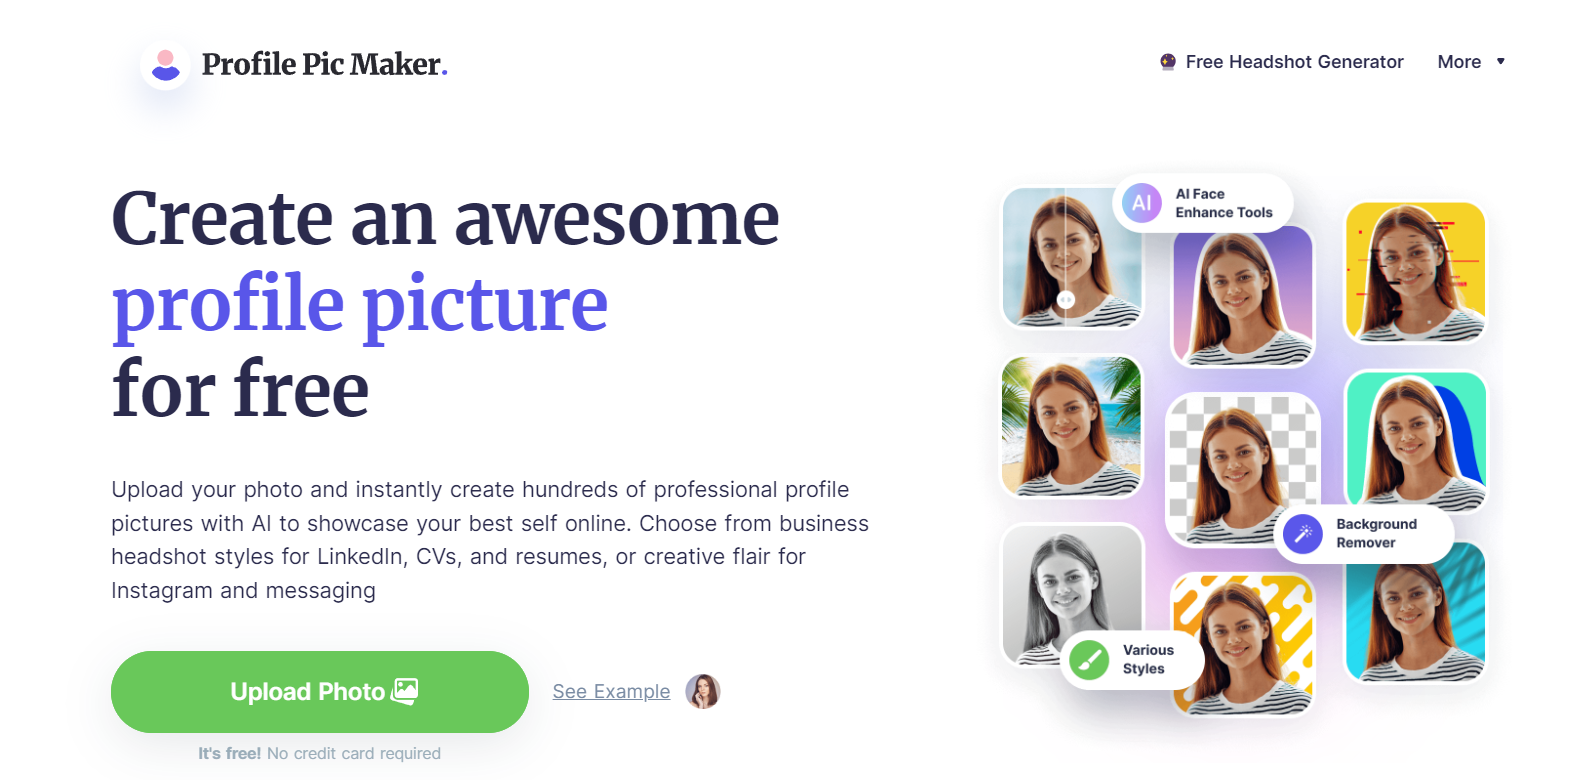 Profile Pic Maker.
Free Headshot Generator
More
Create an awesome
profile picture
for free
Upload your photo and instantly create hundreds of professional profile
pictures with AI to showcase your best self online. Choose from business
headshot styles for LinkedIn, CVs, and resumes, or creative flair for
Instagram and messaging
Upload Photo
See Example
It's free! No credit card required
AI
AI Face
Enhance Tools
Background
Remover
Various
Styles